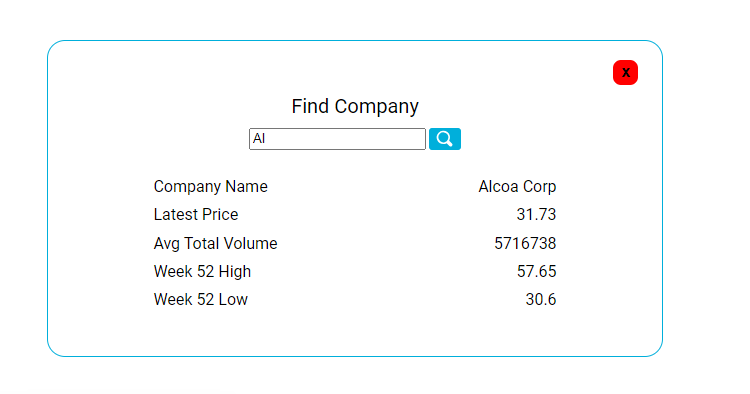 X
Find Company
Al
Company Name Alcoa Corp
Latest Price 31.73
Avg Total Volume 5716738
Week 52 High 57.65
Week 52 Low 30.6